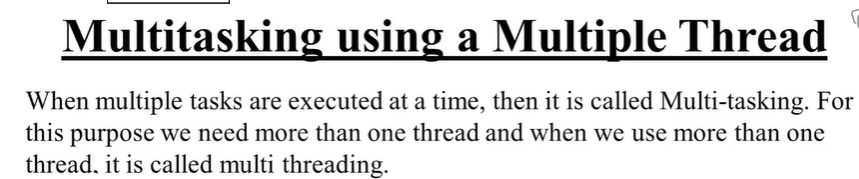 Multitasking using a Multiple Thread
When multiple tasks are executed at a time, then it is called Multi-tasking. For
this purpose we need more than one thread and when we use more than one
thread, it is called multi threading.